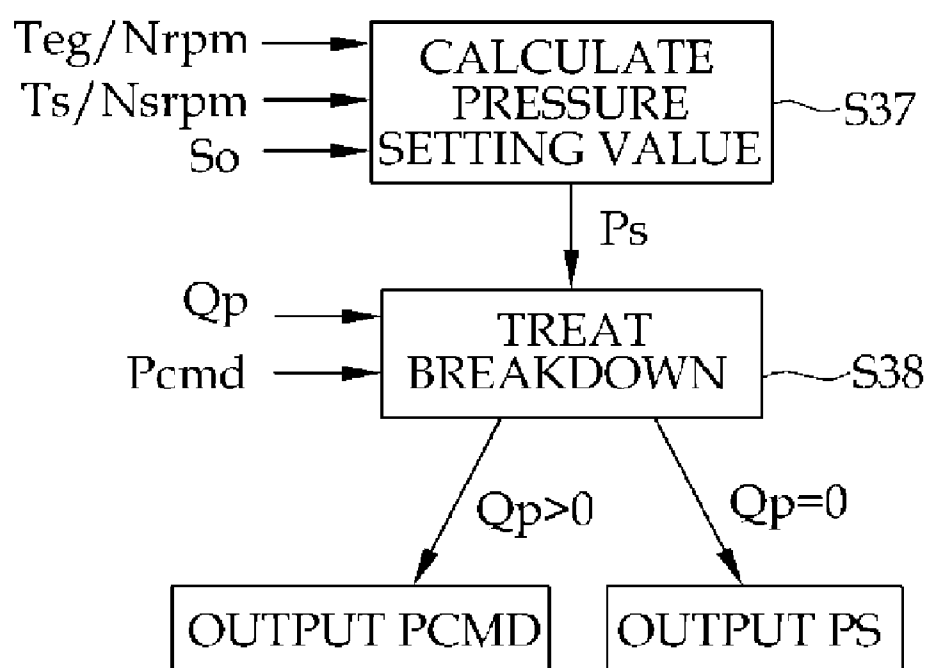 Teg/Nrpm
Ts/Nsrpm
So
CALCULATE
PRESSURE
SETTING VALUE
S37
Ps
Qp
Pcmd
TREAT
BREAKDOWN
S38
Qp>0
Qp=0
OUTPUT PCMD
OUTPUT PS